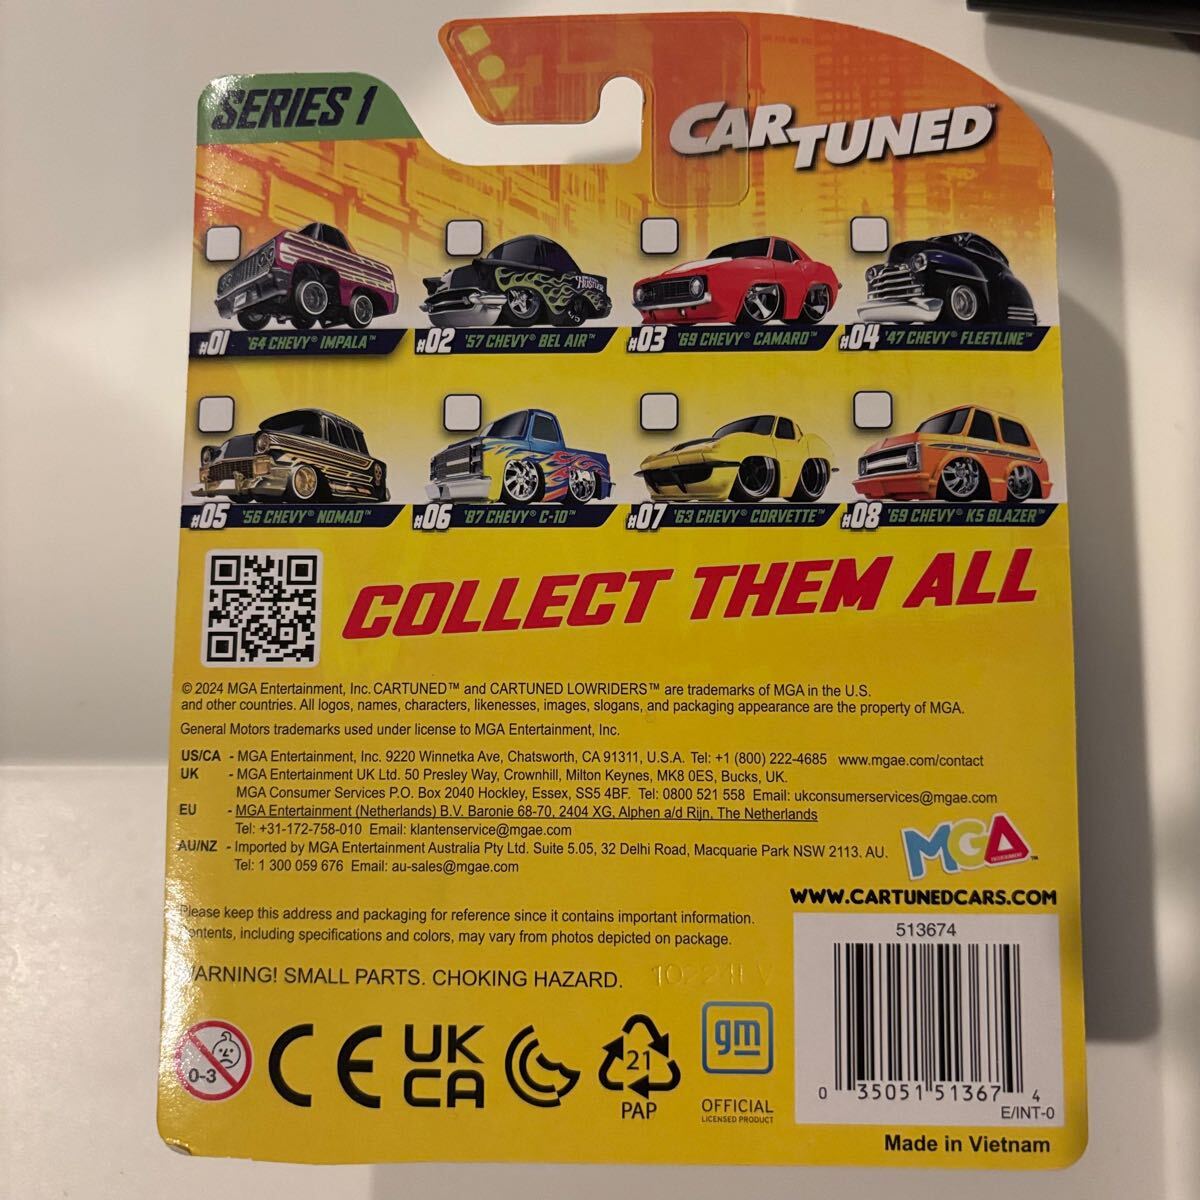 SERIES 1
CARTUNED™
#01 '64 CHEVY® IMPALA™
#02 '57 CHEVY® BEL AIR™
#03 '69 CHEVY® CAMARO™
#04 '47 CHEVY® FLEETLINE™
#05 '56 CHEVY® NOMAD™
#06 '87 CHEVY® C-10™
#07 '63 CHEVY® CORVETTE™
#08 '69 CHEVY® K5 BLAZER™
COLLECT THEM ALL
© 2024 MGA Entertainment, Inc. CARTUNED™ and CARTUNED LOWRIDERS™ are trademarks of MGA in the U.S.
and other countries. All logos, names, characters, likenesses, images, slogans, and packaging appearance are the property of MGA.
General Motors trademarks used under license to MGA Entertainment, Inc.
US/CA - MGA Entertainment, Inc. 9220 Winnetka Ave, Chatsworth, CA 91311, U.S.A. Tel: +1 (800) 222-4685 www.mgae.com/contact
UK - MGA Entertainment UK Ltd. 50 Presley Way, Crownhill, Milton Keynes, MK8 0ES, Bucks, UK.
MGA Consumer Services P.O. Box 2040 Hockley, Essex, SS5 4BF. Tel: 0800 521 558 Email: ukconsumerservices@mgae.com
EU - MGA Entertainment (Netherlands) B.V. Baronie 68-70, 2404 XG, Alphen a/d Rijn, The Netherlands
Tel: +31-172-758-010 Email: klantenservice@mgae.com
AU/NZ - Imported by MGA Entertainment Australia Pty Ltd. Suite 5.05, 32 Delhi Road, Macquarie Park NSW 2113. AU.
Tel: 1 300 059 676 Email: au-sales@mgae.com
MGA
ENTERTAINMENT
™
WWW.CARTUNEDCARS.COM
Please keep this address and packaging for reference since it contains important information.
Contents, including specifications and colors, may vary from photos depicted on package.
WARNING! SMALL PARTS. CHOKING HAZARD.
0-3
CE
UK
CA
21
PAP
gm
OFFICIAL
LICENSED PRODUCT
513674
0 35051 51367 4
E/INT-0
Made in Vietnam